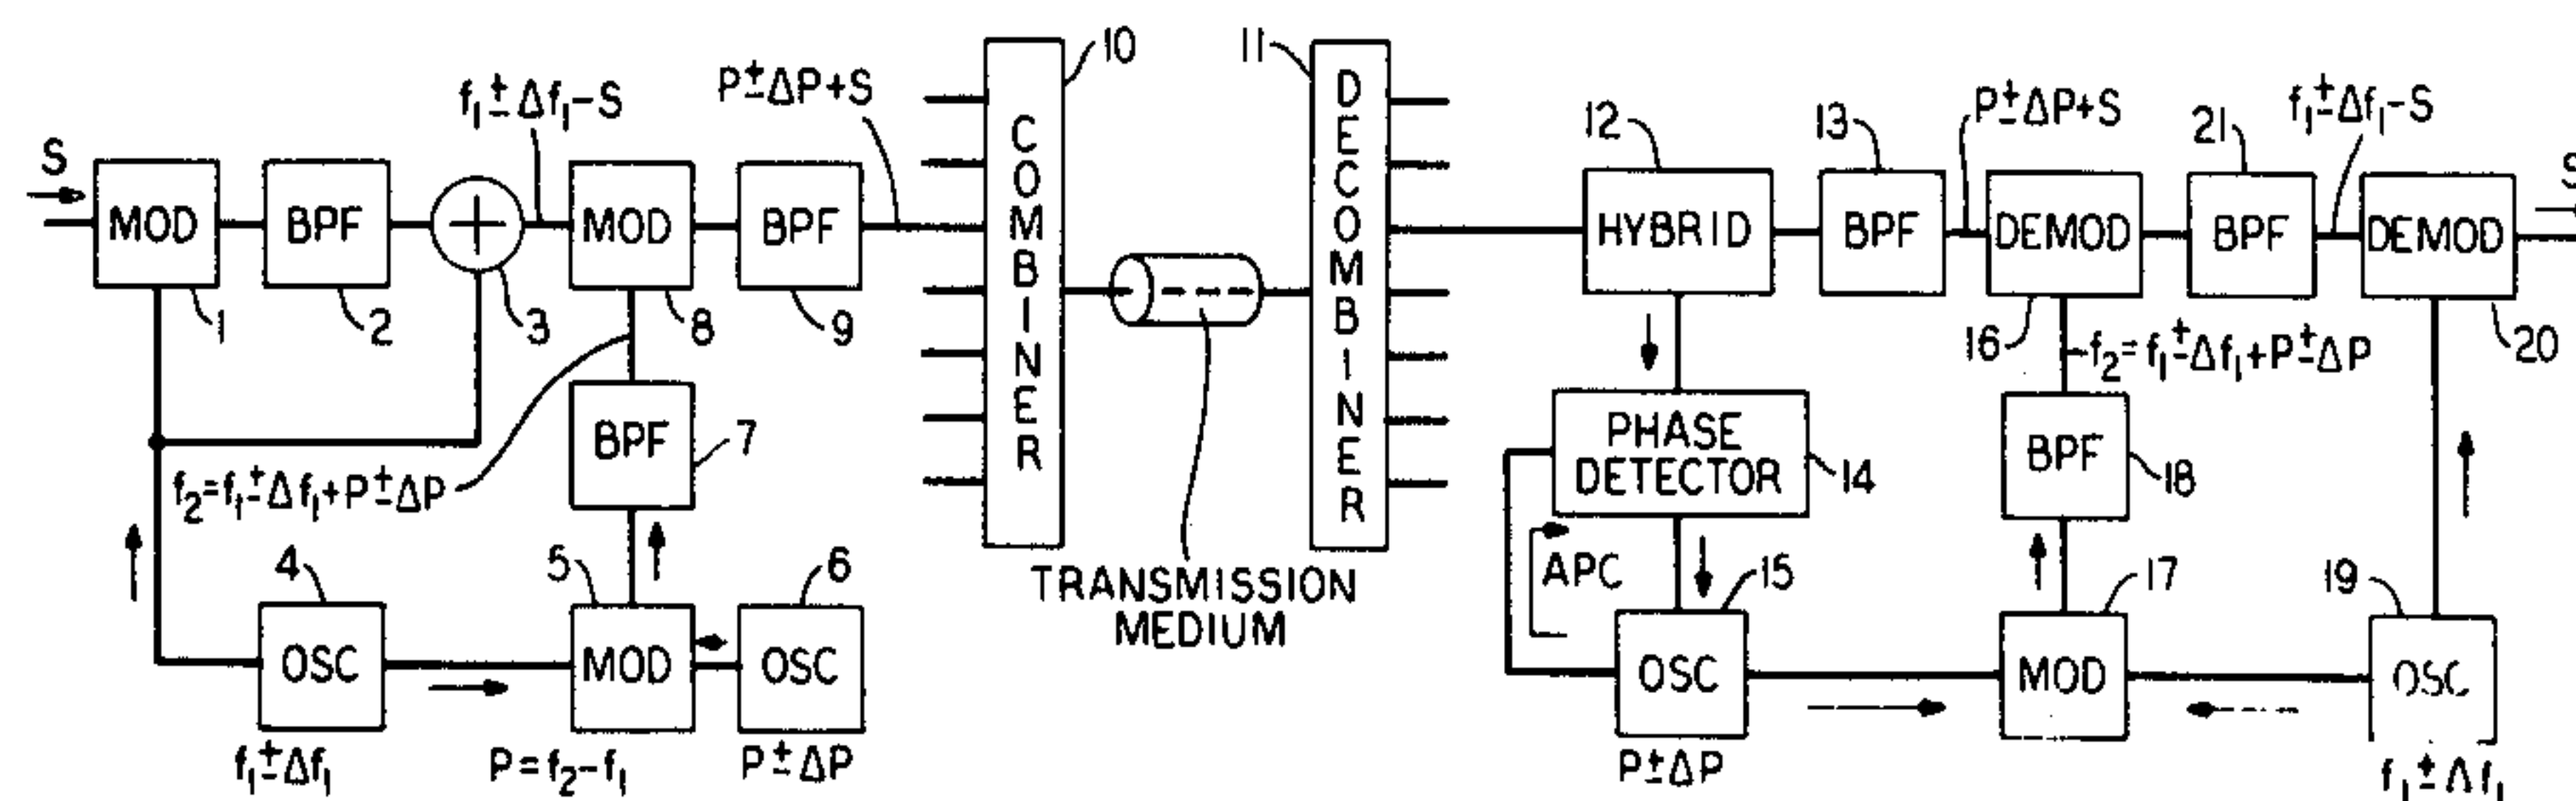 S
MOD
1
BPF
2
3
f₁±Δf₁-S
MOD
8
BPF
9
P±ΔP+S
f₂=f₁±Δf₁+P±ΔP
BPF
7
4
OSC
f₁±Δf₁
5
MOD
P=f₂-f₁
6
OSC
P±ΔP
10
COMBINER
TRANSMISSION
MEDIUM
11
DECOMBINER
12
HYBRID
13
BPF
P±ΔP+S
DEMOD
16
21
BPF
f₁±Δf₁-S
DEMOD
20
S
f₂=f₁±Δf₁+P±ΔP
PHASE
DETECTOR
14
BPF
18
APC
15
OSC
P±ΔP
17
MOD
19
OSC
f₁±Δf₁